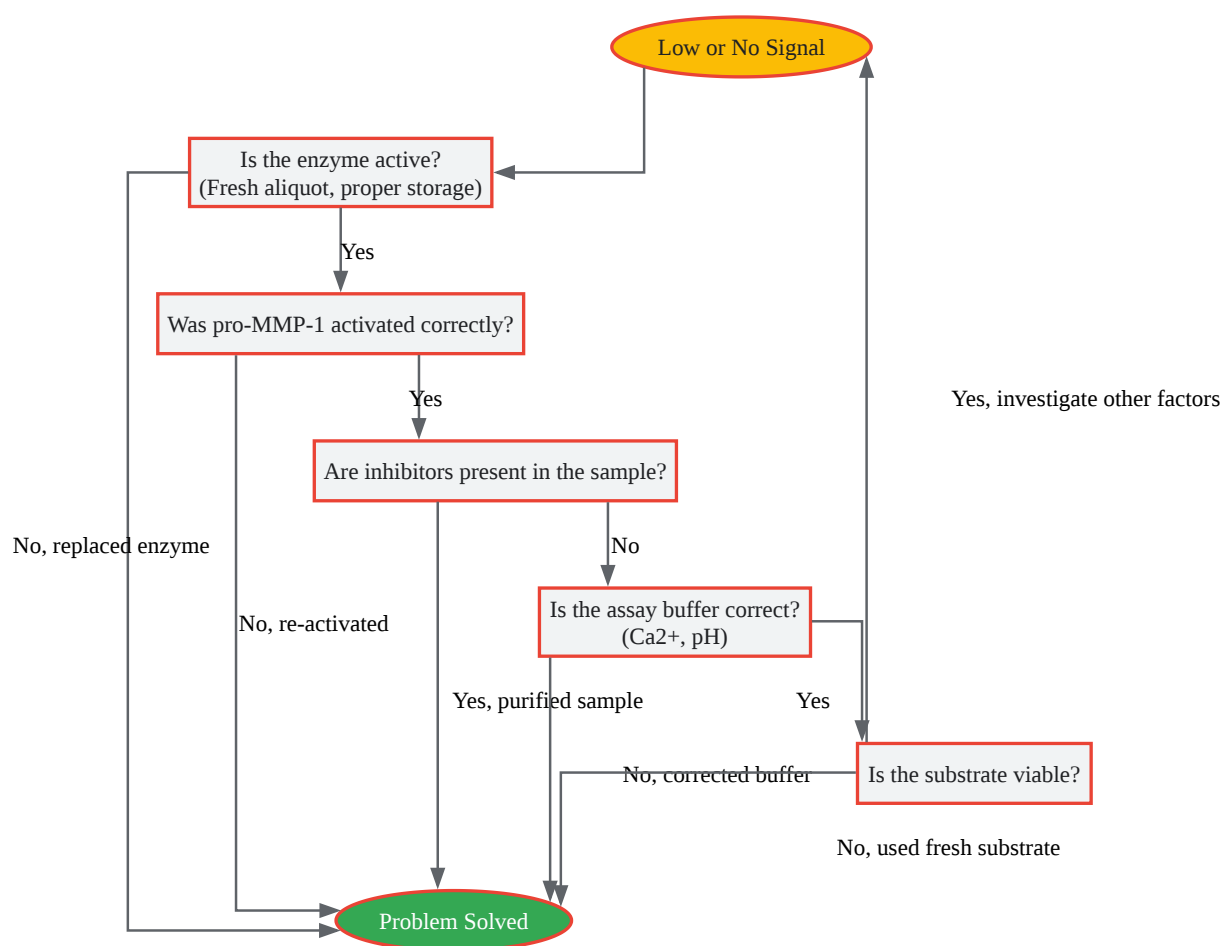 Low or No Signal
Is the enzyme active?
(Fresh aliquot, proper storage)
Yes
Was pro-MMP-1 activated correctly?
Yes
Yes, investigate other factors
Are inhibitors present in the sample?
No, replaced enzyme
No
Is the assay buffer correct?
(Ca2+, pH)
No, re-activated
Yes, purified sample
Yes
No, corrected buffer
Is the substrate viable?
No, used fresh substrate
Problem Solved